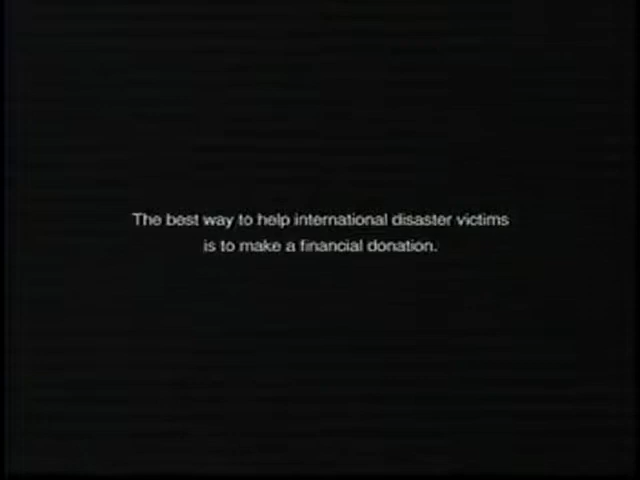 The best way to help international disaster victims
is to make a financial donation.